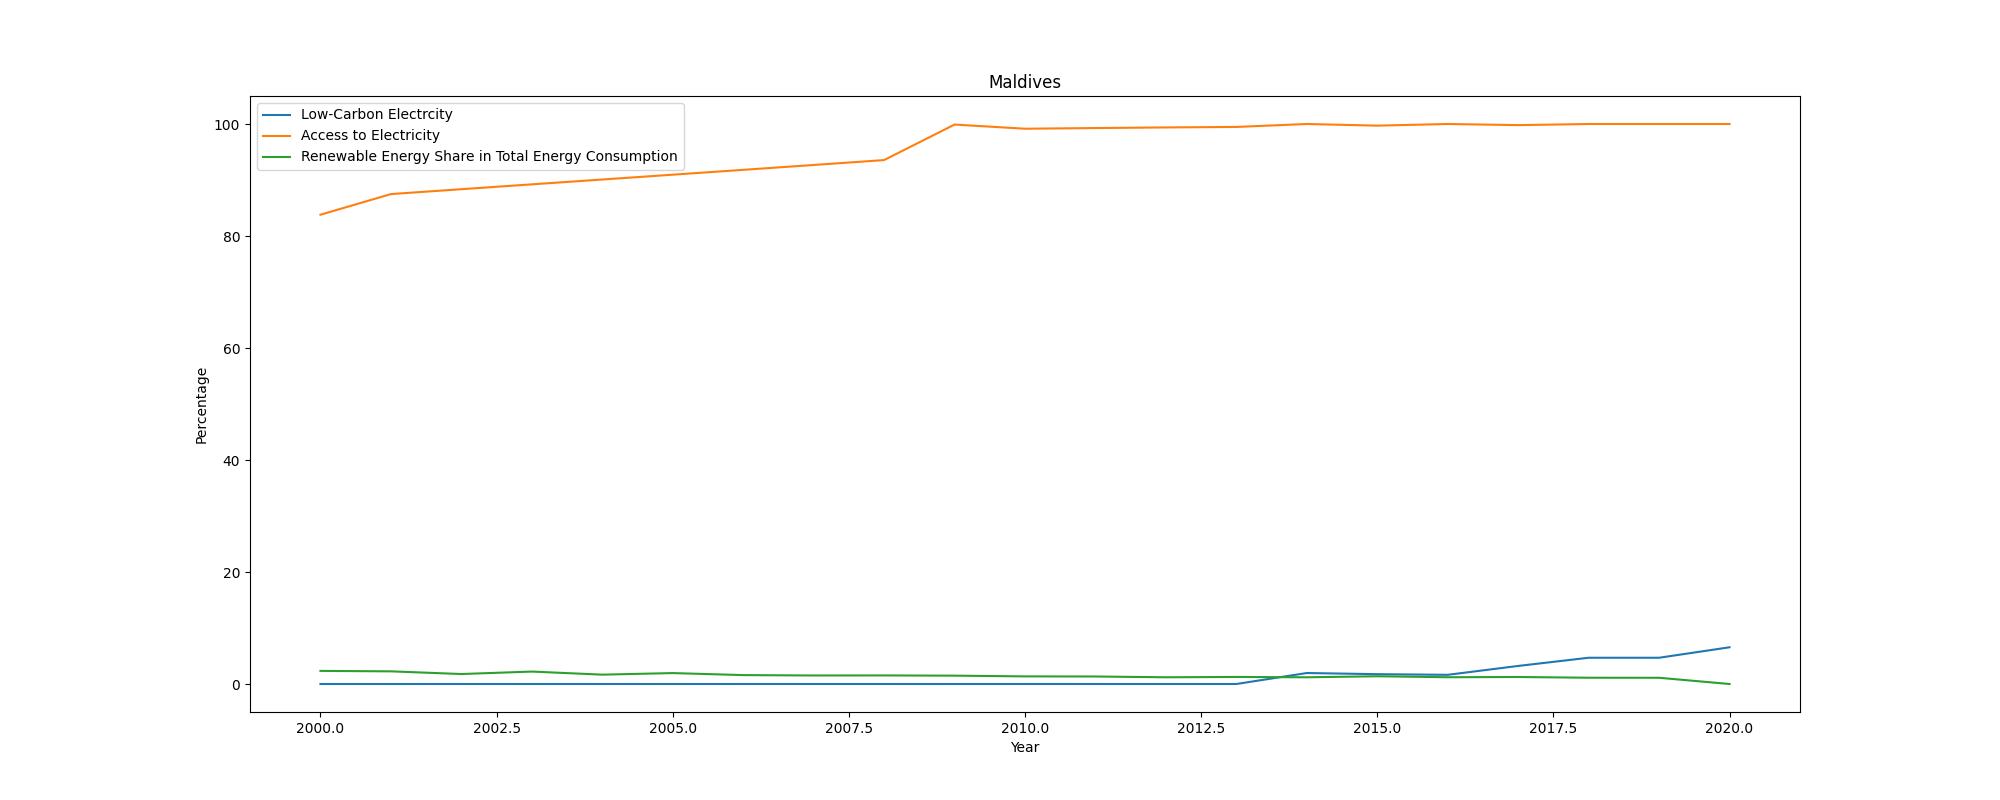 Maldives
Low-Carbon Electrcity
Access to Electricity
Renewable Energy Share in Total Energy Consumption
100
80
60
40
20
0
Percentage
2000.0 2002.5 2005.0 2007.5 2010.0 2012.5 2015.0 2017.5 2020.0
Year